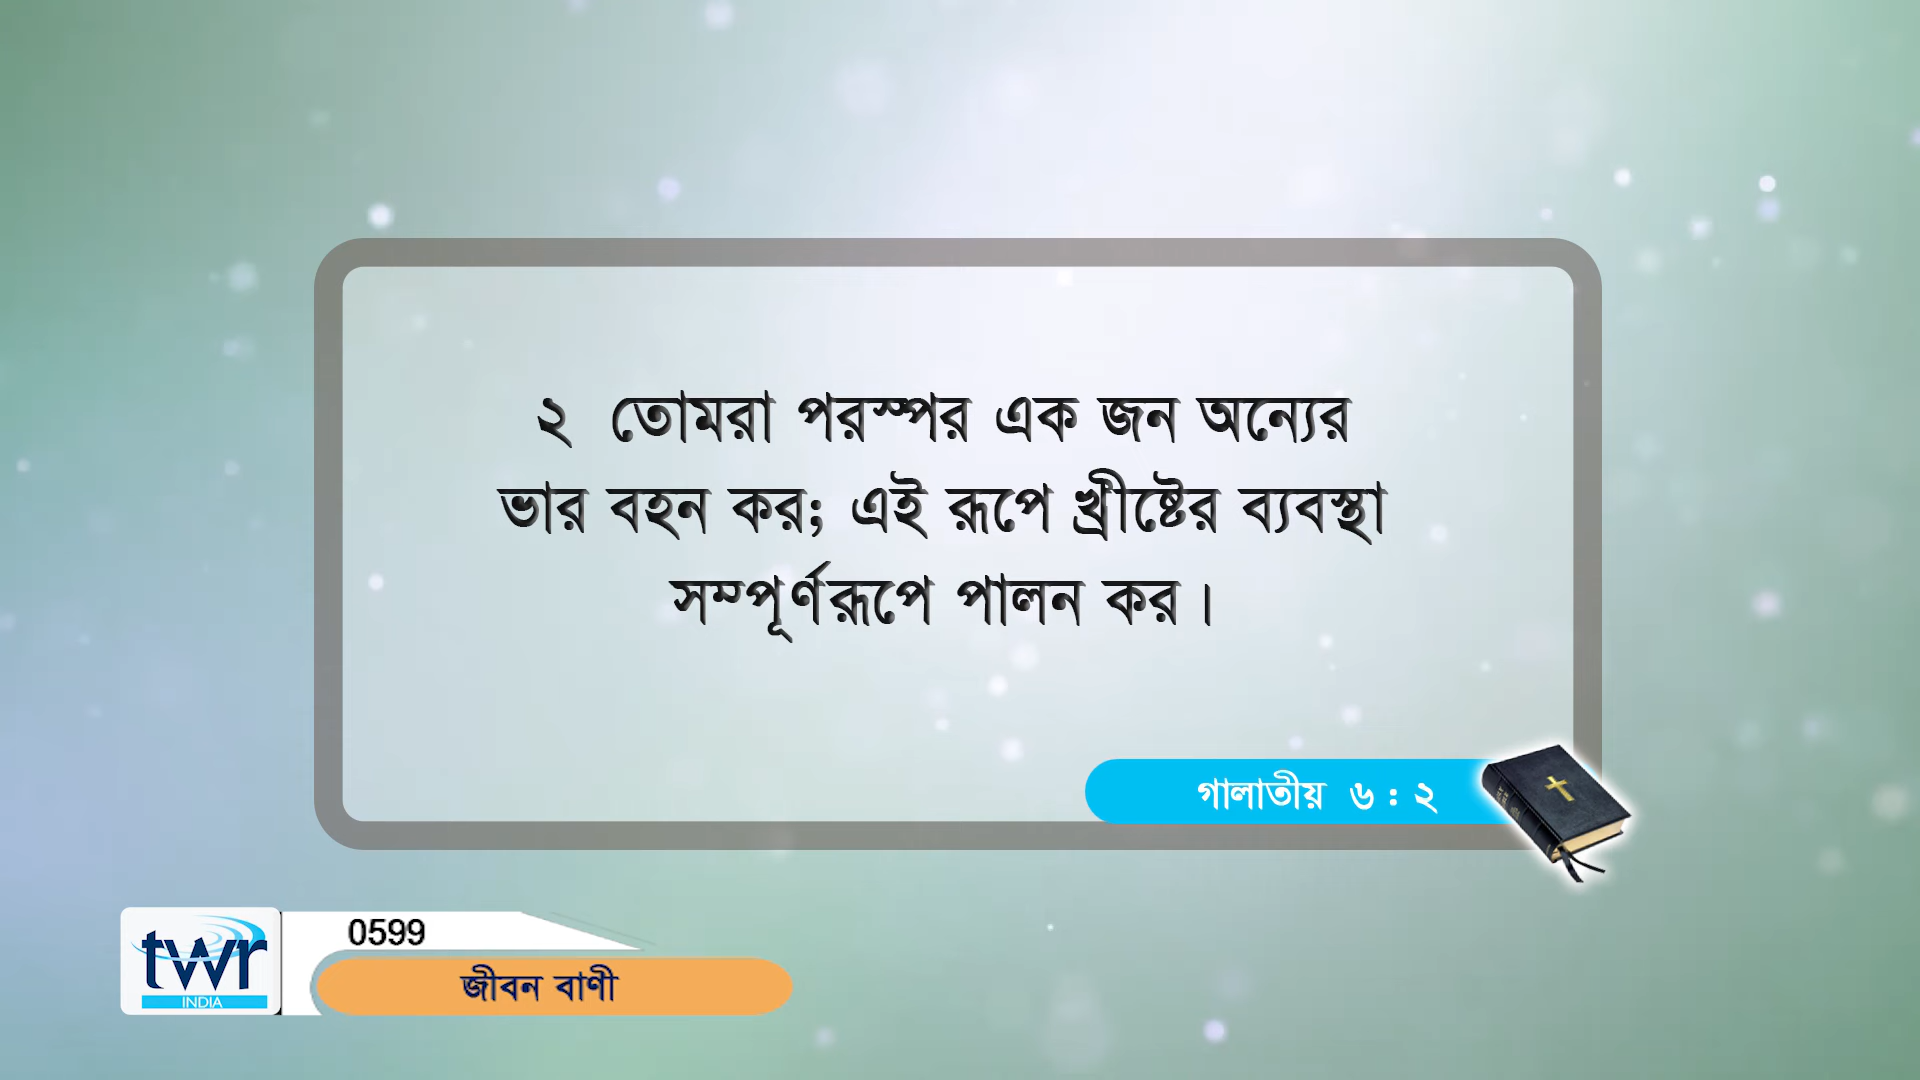 ২ তোমরা পরস্পর এক জন অন্যের
ভার বহন কর; এই রূপে খ্রীষ্টের ব্যবস্থা
সম্পূর্ণরূপে পালন কর।
গালাতীয় ৬ : ২
twr
INDIA
0599
জীবন বাণী